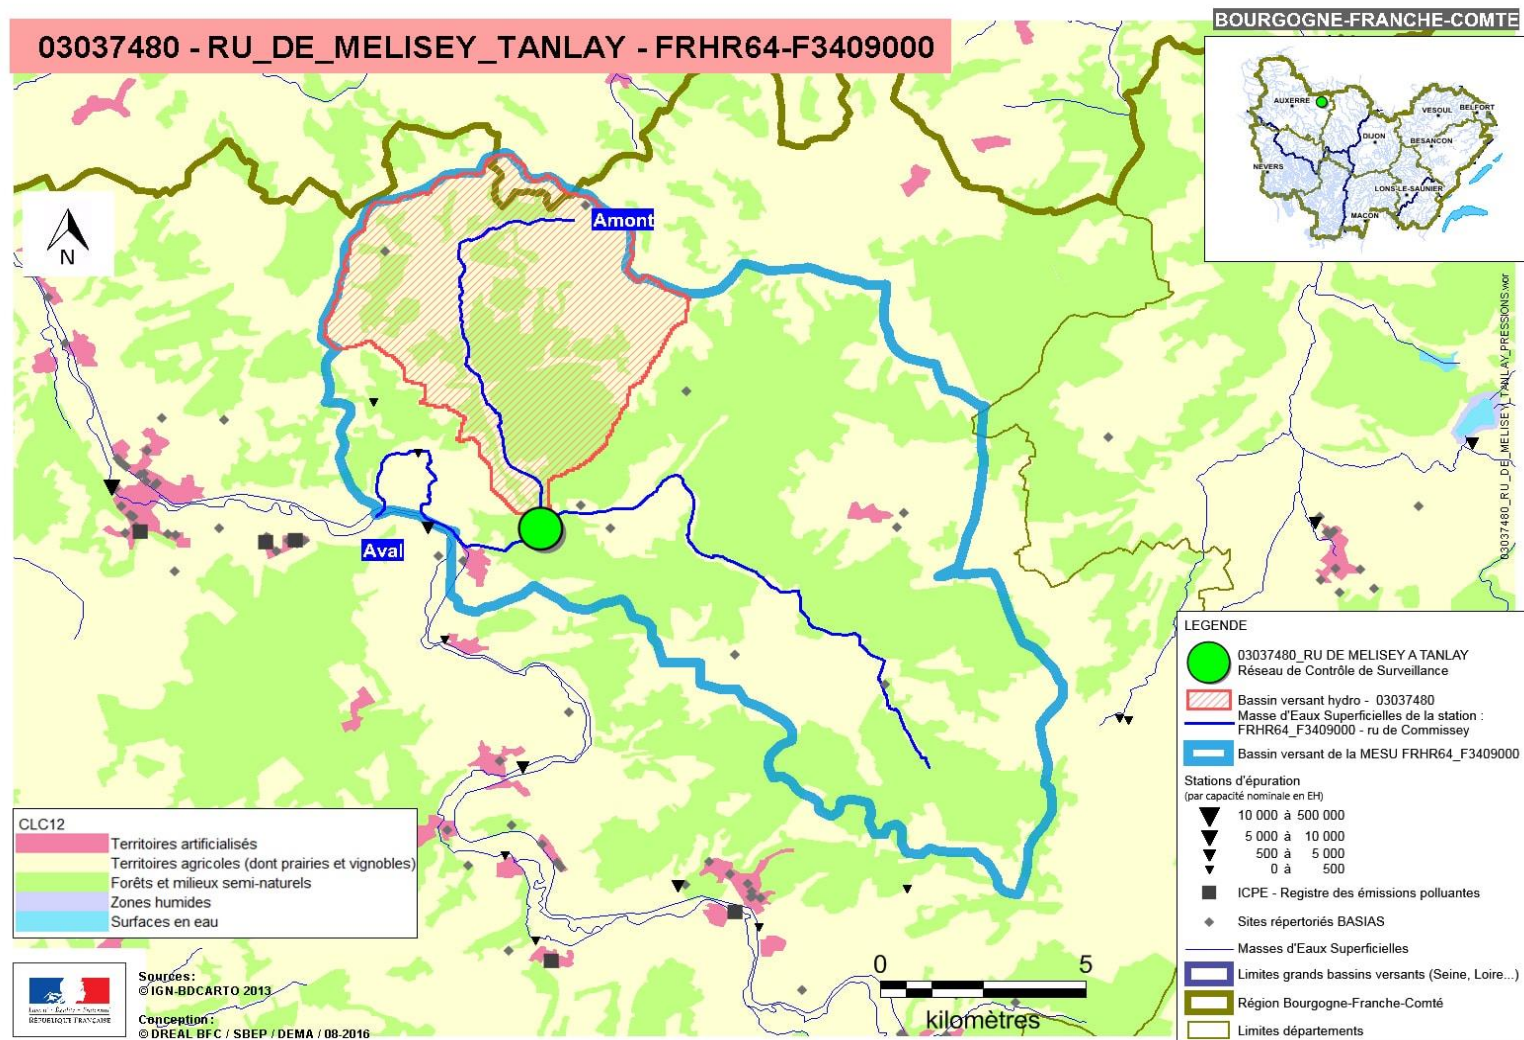 BOURGOGNE-FRANCHE-COMTE
03037480 - RU_DE_MELISEY_TANLAY - FRHR64-F3409000
AUXERRE
VESOUL
BELFORT
DIJON
BESANCON
NEVERS
LONS-LE-SAUNIER
MACON
N
Amont
Aval
03037480_RU_DE_MELISEY_TANLAY_PRESSIONS.wor
LEGENDE
03037480_RU DE MELISEY A TANLAY
Réseau de Contrôle de Surveillance
Bassin versant hydro - 03037480
Masse d'Eaux Superficielles de la station :
FRHR64_F3409000 - ru de Commissey
Bassin versant de la MESU FRHR64_F3409000
Stations d'épuration
(par capacité nominale en EH)
10 000 à 500 000
5 000 à 10 000
500 à 5 000
0 à 500
ICPE - Registre des émissions polluantes
Sites répertoriés BASIAS
Masses d'Eaux Superficielles
Limites grands bassins versants (Seine, Loire...)
Région Bourgogne-Franche-Comté
Limites départements
CLC12
Territoires artificialisés
Territoires agricoles (dont prairies et vignobles)
Forêts et milieux semi-naturels
Zones humides
Surfaces en eau
0 5
kilomètres
Liberté • Égalité • Fraternité
RÉPUBLIQUE FRANÇAISE
Sources:
© IGN-BDCARTO 2013
Conception:
© DREAL BFC / SBEP / DEMA / 08-2016